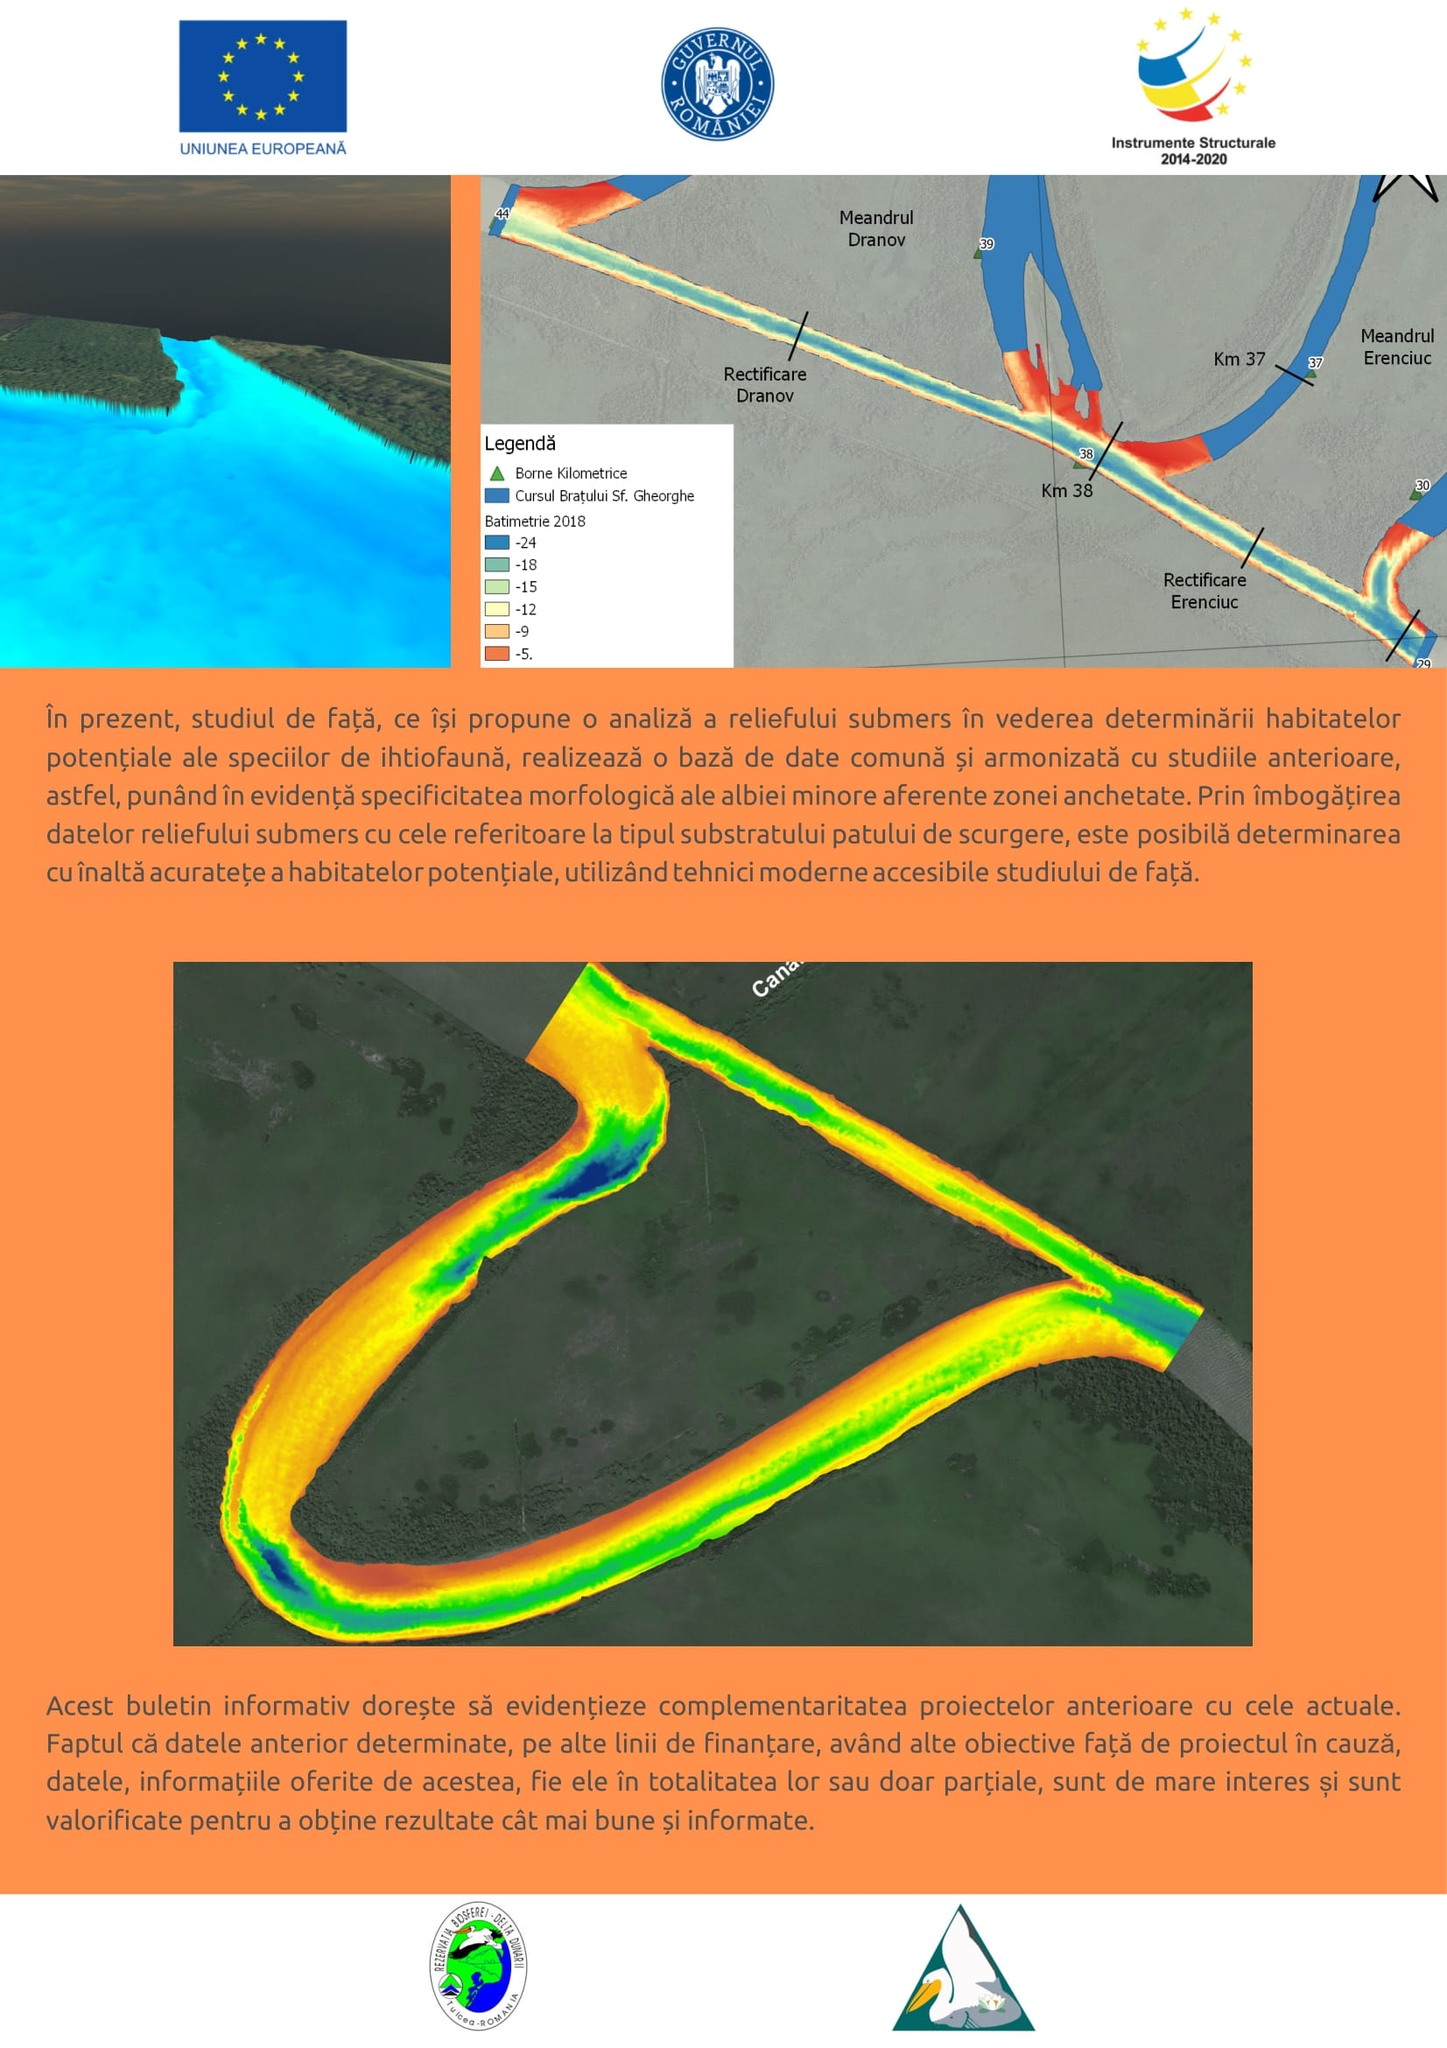 UNIUNEA EUROPEANĂ
GUVERNUL ROMÂNIEI
Instrumente Structurale
2014-2020
44
Meandrul
Dranov
39
Rectificare
Dranov
Km 37
37
Meandrul
Erenciuc
38
Km 38
30
Rectificare
Erenciuc
29
Legendă
Borne Kilometrice
Cursul Brațului Sf. Gheorghe
Batimetrie 2018
-24
-18
-15
-12
-9
-5.
În prezent, studiul de față, ce își propune o analiză a reliefului submers în vederea determinării habitatelor
potențiale ale speciilor de ihtiofaună, realizează o bază de date comună și armonizată cu studiile anterioare,
astfel, punând în evidență specificitatea morfologică ale albiei minore aferente zonei anchetate. Prin îmbogățirea
datelor reliefului submers cu cele referitoare la tipul substratului patului de scurgere, este posibilă determinarea
cu înaltă acuratețe a habitatelor potențiale, utilizând tehnici moderne accesibile studiului de față.
Acest buletin informativ dorește să evidențieze complementaritatea proiectelor anterioare cu cele actuale.
Faptul că datele anterior determinate, pe alte linii de finanțare, având alte obiective față de proiectul în cauză,
datele, informațiile oferite de acestea, fie ele în totalitatea lor sau doar parțiale, sunt de mare interes și sunt
valorificate pentru a obține rezultate cât mai bune și informate.
REZERVAȚIA BIOSFEREI - DELTA DUNĂRII
Tulcea - ROMANIA